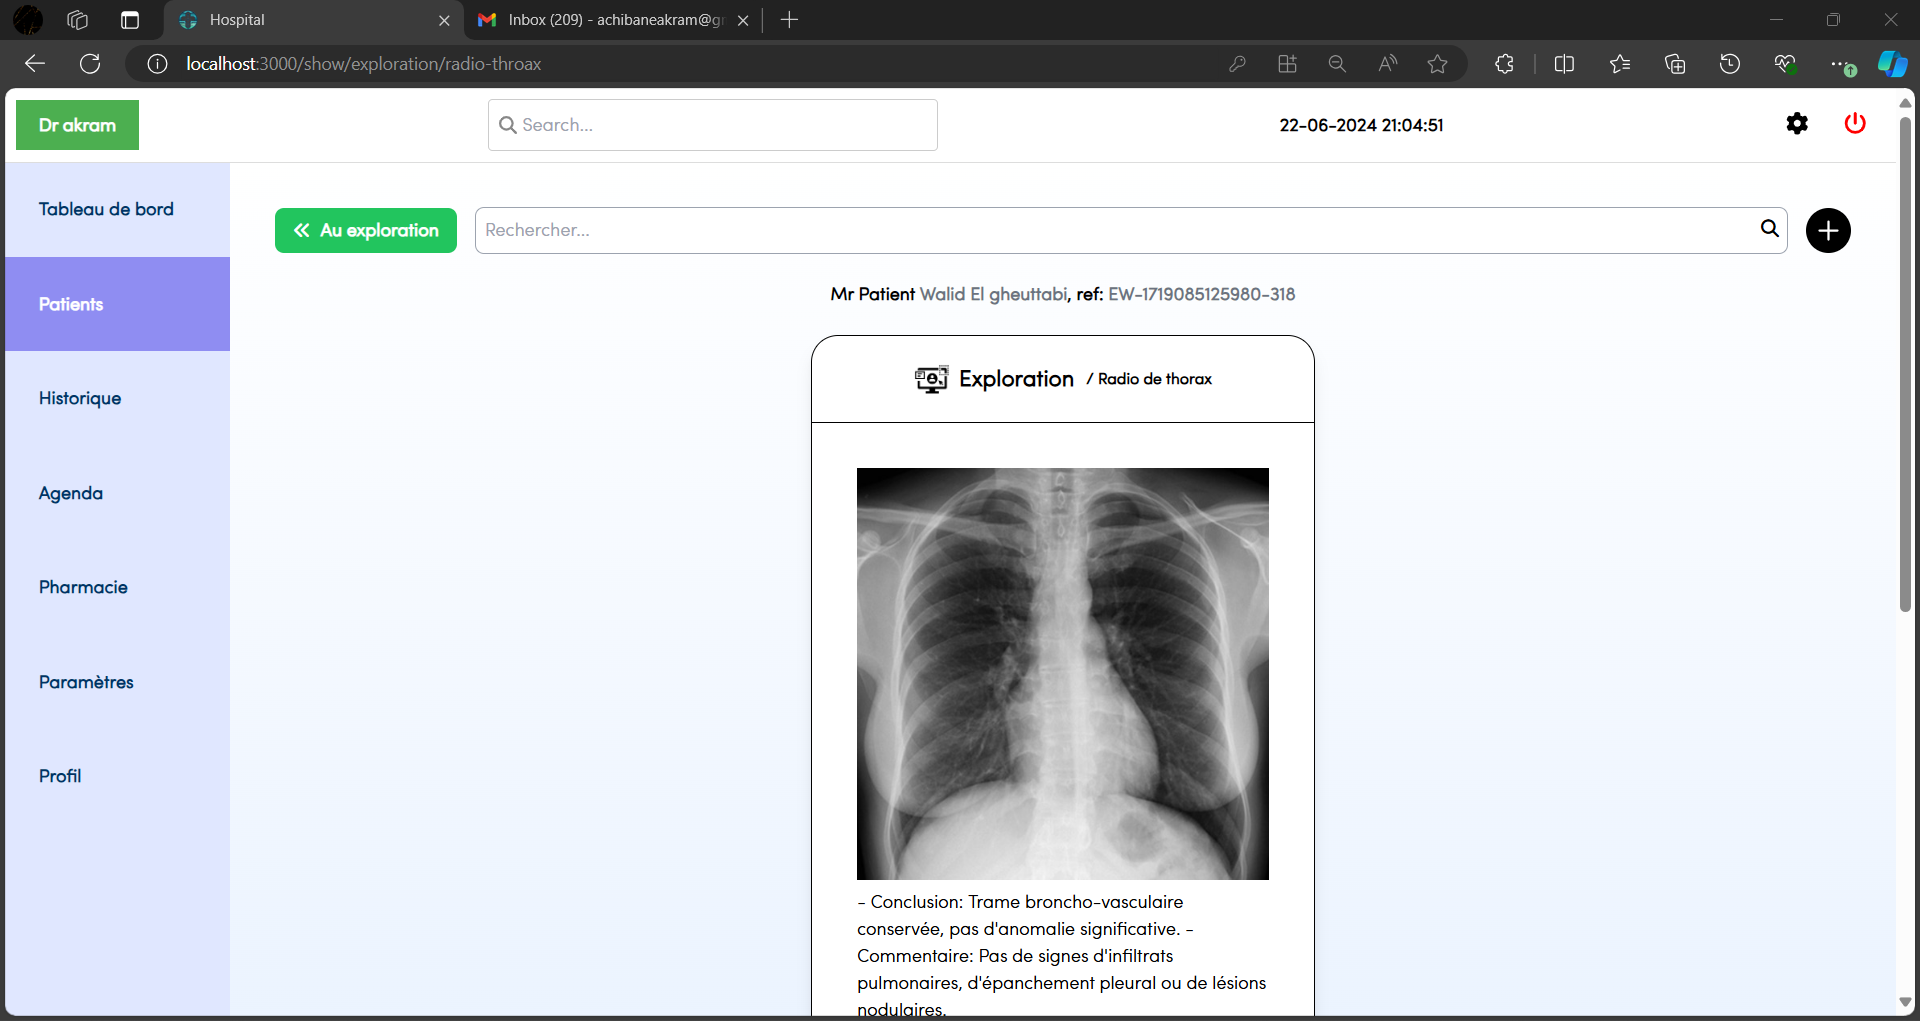 Hospital
Inbox (209) - achibaneakram@g
localhost:3000/show/exploration/radio-throax
Dr akram
Search...
22-06-2024 21:04:51
Tableau de bord
Patients
Historique
Agenda
Pharmacie
Paramètres
Profil
Au exploration
Rechercher...
Mr Patient Walid El gheuttabi, ref: EW-1719085125980-318
Exploration / Radio de thorax
- Conclusion: Trame broncho-vasculaire
conservée, pas d'anomalie significative. -
Commentaire: Pas de signes d'infiltrats
pulmonaires, d'épanchement pleural ou de lésions
nodulaires.